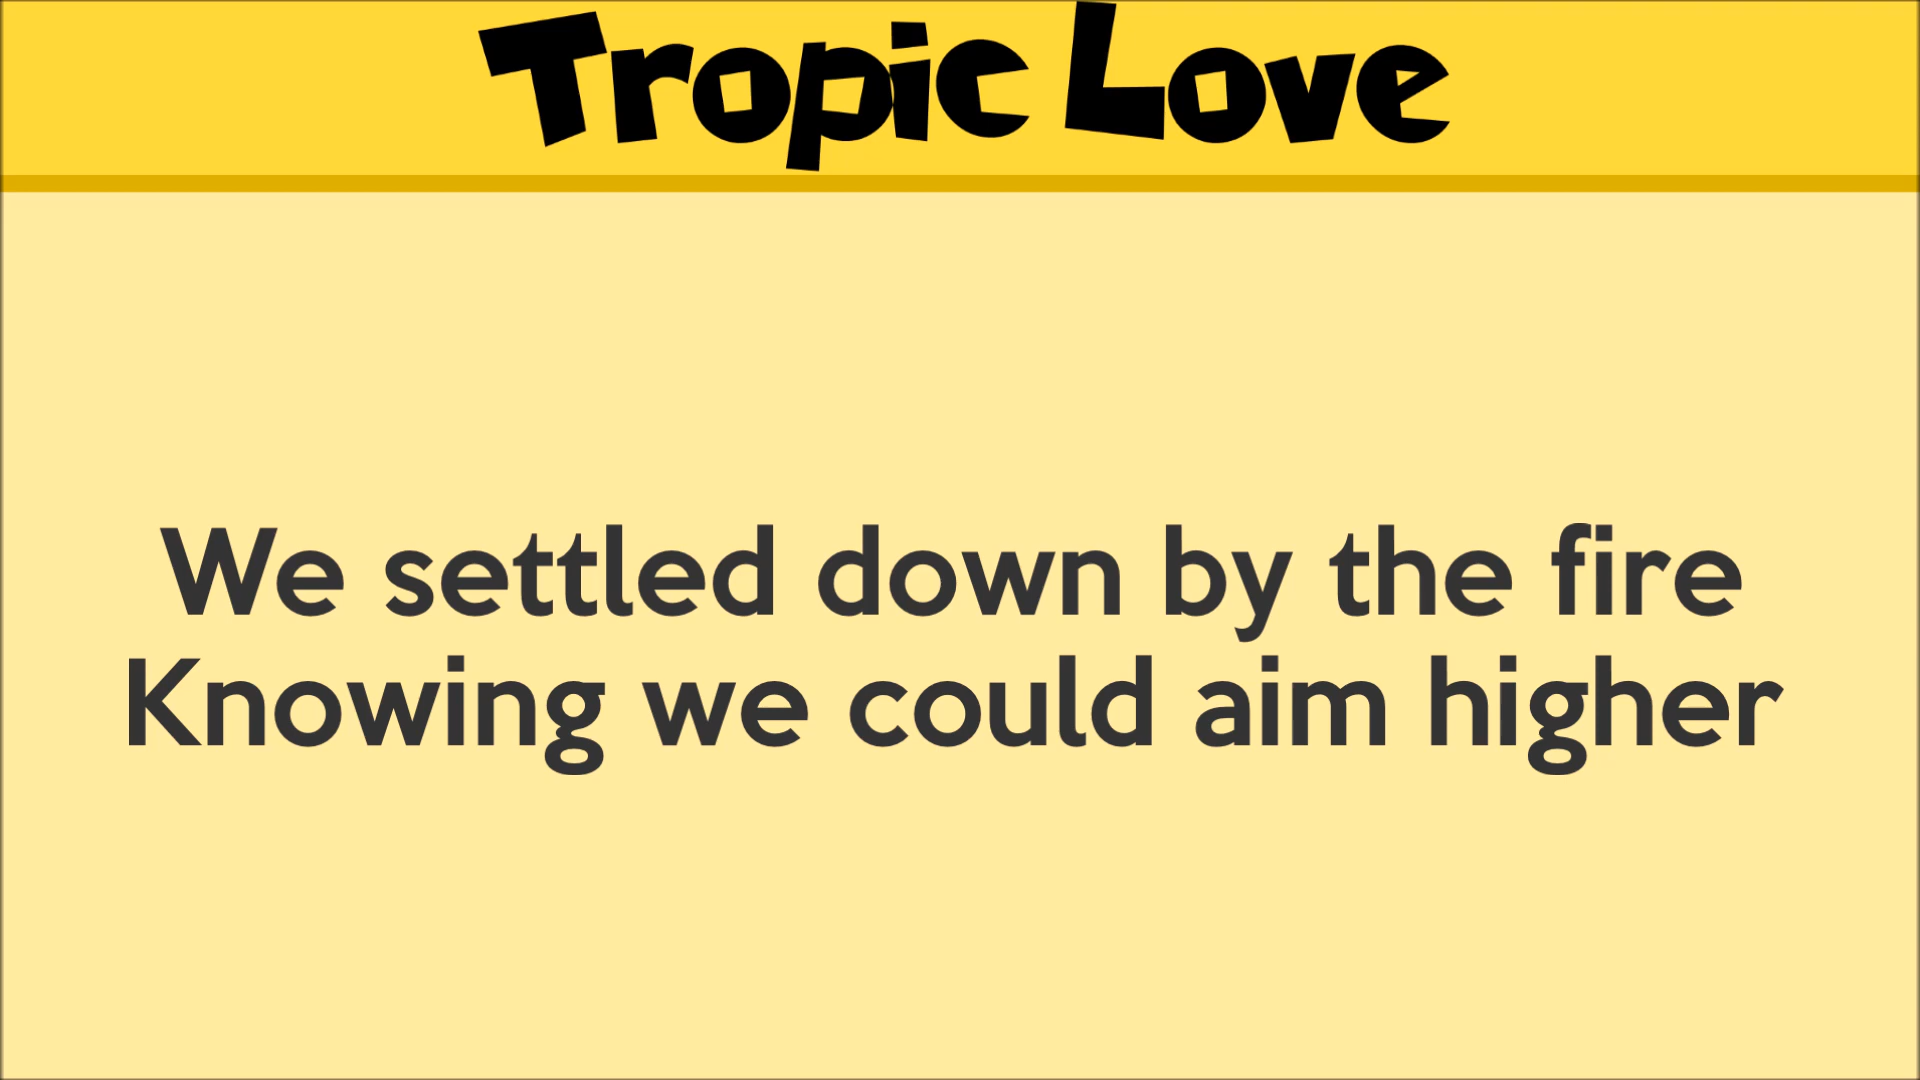 Tropic Love
We settled down by the fire
Knowing we could aim higher